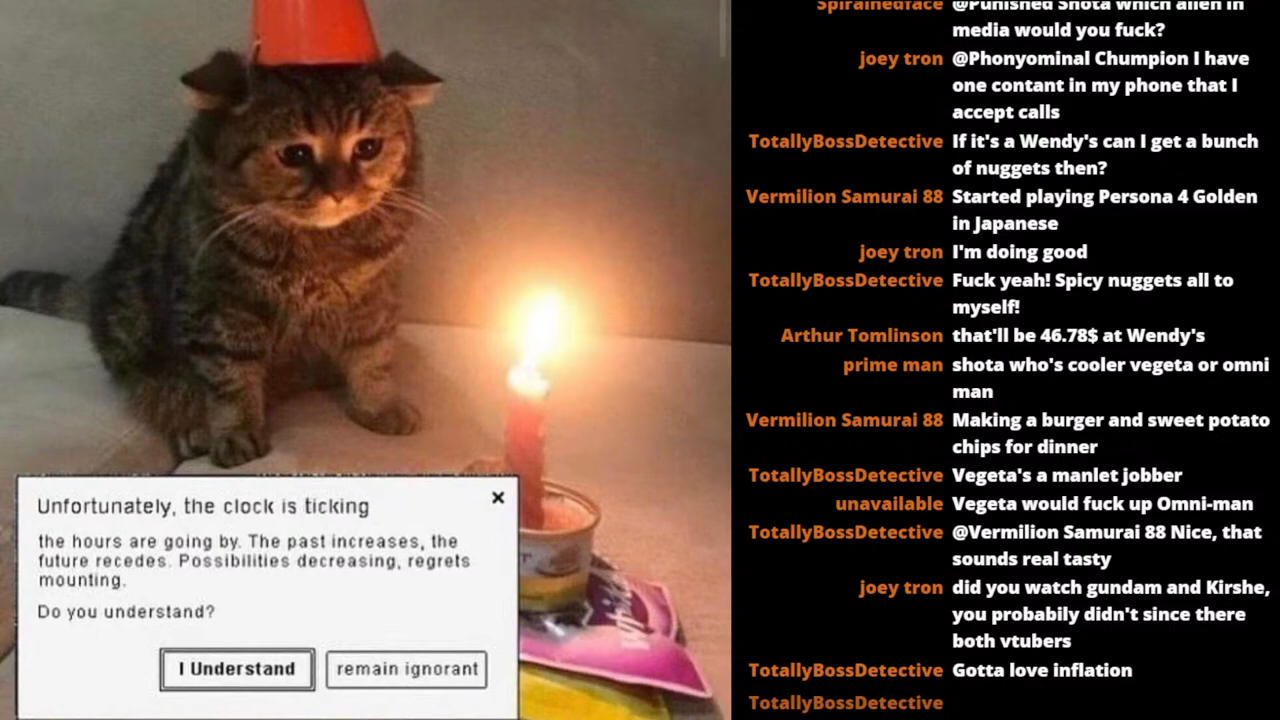 Unfortunately, the clock is ticking
the hours are going by. The past increases, the
future recedes. Possibilities decreasing, regrets
mounting.
Do you understand?
I Understand
remain ignorant
Spirainedface @Punished Shota which alien in
media would you fuck?
joey tron @Phonyominal Chumpion I have
one contant in my phone that I
accept calls
TotallyBossDetective If it's a Wendy's can I get a bunch
of nuggets then?
Vermilion Samurai 88 Started playing Persona 4 Golden
in Japanese
joey tron I'm doing good
TotallyBossDetective Fuck yeah! Spicy nuggets all to
myself!
Arthur Tomlinson that'll be 46.78$ at Wendy's
prime man shota who's cooler vegeta or omni
man
Vermilion Samurai 88 Making a burger and sweet potato
chips for dinner
TotallyBossDetective Vegeta's a manlet jobber
unavailable Vegeta would fuck up Omni-man
TotallyBossDetective @Vermilion Samurai 88 Nice, that
sounds real tasty
joey tron did you watch gundam and Kirshe,
you probabily didn't since there
both vtubers
TotallyBossDetective Gotta love inflation
TotallyBossDetective